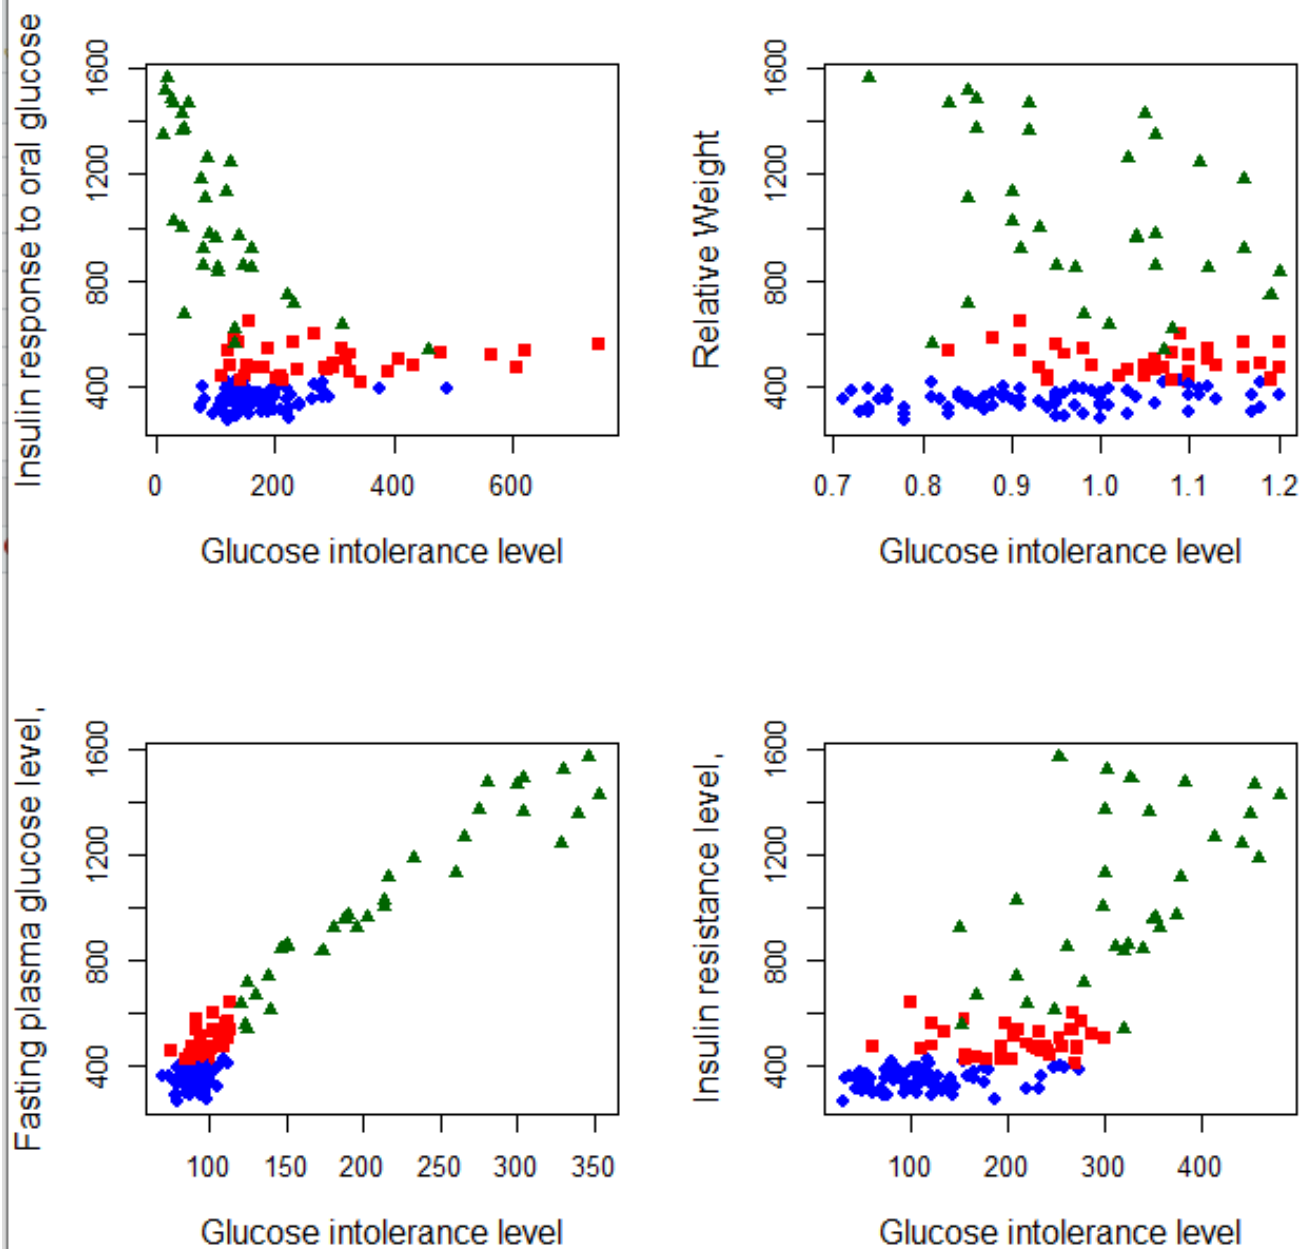 Insulin response to oral glucose
1600
1200
800
400
0 200 400 600
Glucose intolerance level
Relative Weight
1600
1200
800
400
0.7 0.8 0.9 1.0 1.1 1.2
Glucose intolerance level
Fasting plasma glucose level,
1600
1200
800
400
100 150 200 250 300 350
Glucose intolerance level
Insulin resistance level,
1600
1200
800
400
100 200 300 400
Glucose intolerance level